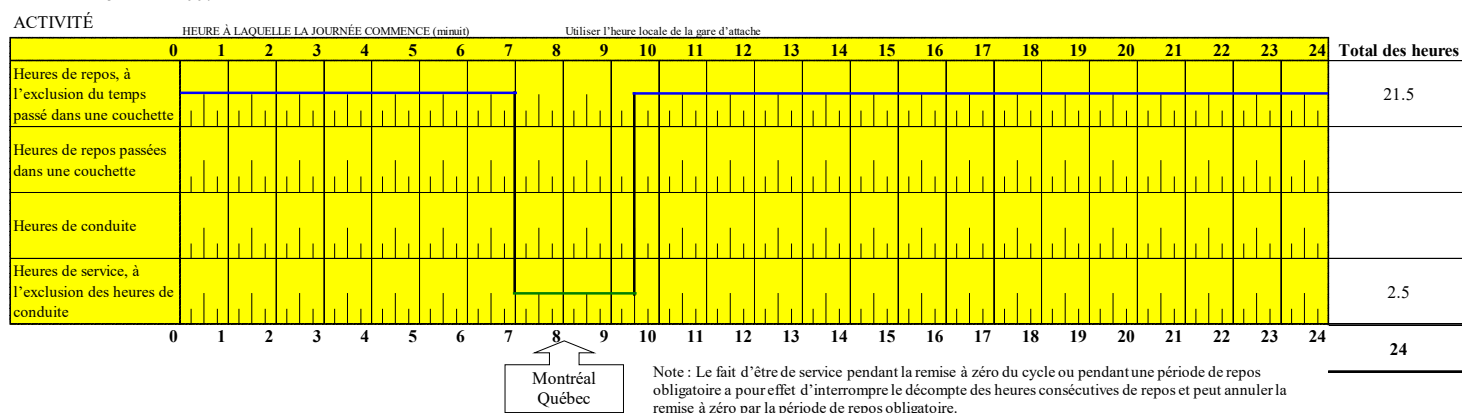 ACTIVITÉ
HEURE À LAQUELLE LA JOURNÉE COMMENCE (minuit) Utiliser l'heure locale de la gare d'attache
0 1 2 3 4 5 6 7 8 9 10 11 12 13 14 15 16 17 18 19 20 21 22 23 24 Total des heures
Heures de repos, à
l'exclusion du temps
passé dans une couchette
21.5
Heures de repos passées
dans une couchette
Heures de conduite
Heures de service, à
l'exclusion des heures de
conduite
2.5
0 1 2 3 4 5 6 7 8 9 10 11 12 13 14 15 16 17 18 19 20 21 22 23 24
24
Montréal
Québec
Note : Le fait d'être de service pendant la remise à zéro du cycle ou pendant une période de repos
obligatoire a pour effet d'interrompre le décompte des heures consécutives de repos et peut annuler la
remise à zéro par la période de repos obligatoire.